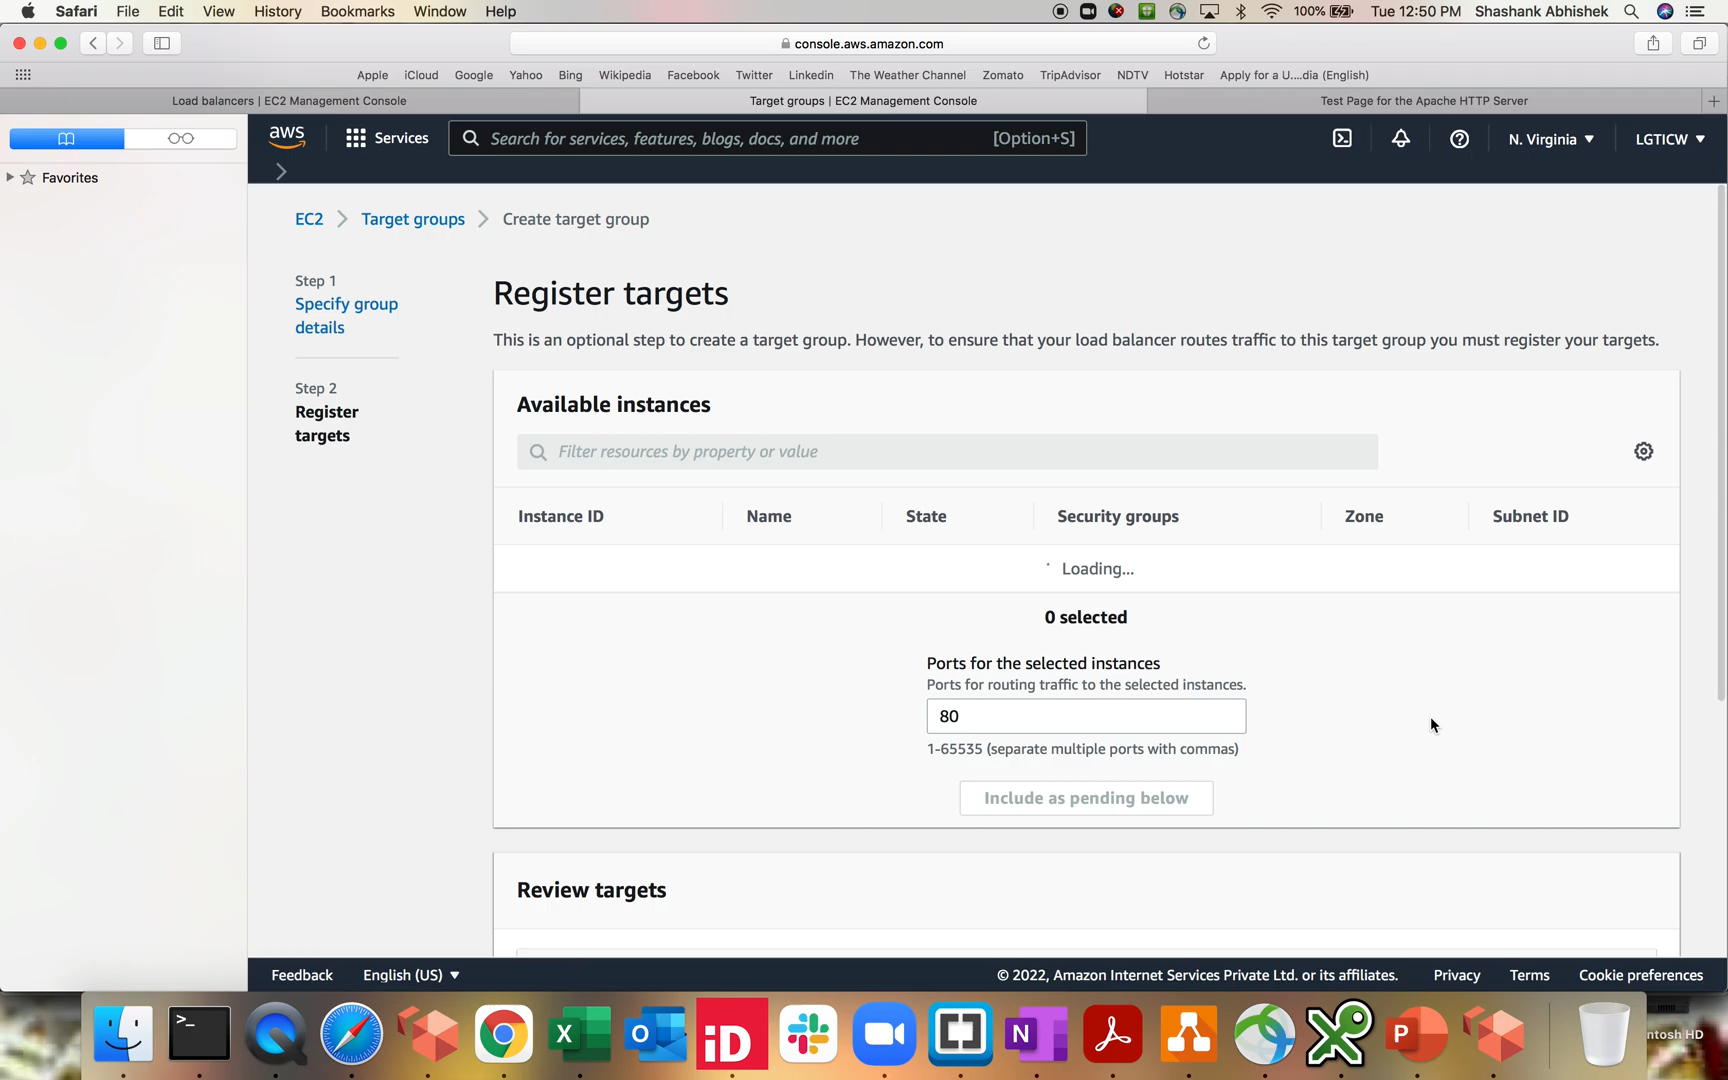 Safari File Edit View History Bookmarks Window Help 100% Tue 12:50 PM Shashank Abhishek
console.aws.amazon.com
Apple iCloud Google Yahoo Bing Wikipedia Facebook Twitter Linkedin The Weather Channel Zomato TripAdvisor NDTV Hotstar Apply for a U....dia (English)
Load balancers | EC2 Management Console Target groups | EC2 Management Console Test Page for the Apache HTTP Server
aws Services Search for services, features, blogs, docs, and more [Option+S] N. Virginia LGTICW
Favorites
EC2 Target groups Create target group
Step 1
Specify group
details
Step 2
Register
targets
Register targets
This is an optional step to create a target group. However, to ensure that your load balancer routes traffic to this target group you must register your targets.
Available instances
Filter resources by property or value
Instance ID Name State Security groups Zone Subnet ID
Loading...
0 selected
Ports for the selected instances
Ports for routing traffic to the selected instances.
80
1-65535 (separate multiple ports with commas)
Include as pending below
Review targets
Feedback English (US) © 2022, Amazon Internet Services Private Ltd. or its affiliates. Privacy Terms Cookie preferences
>_ X O iD N P
ntosh HD